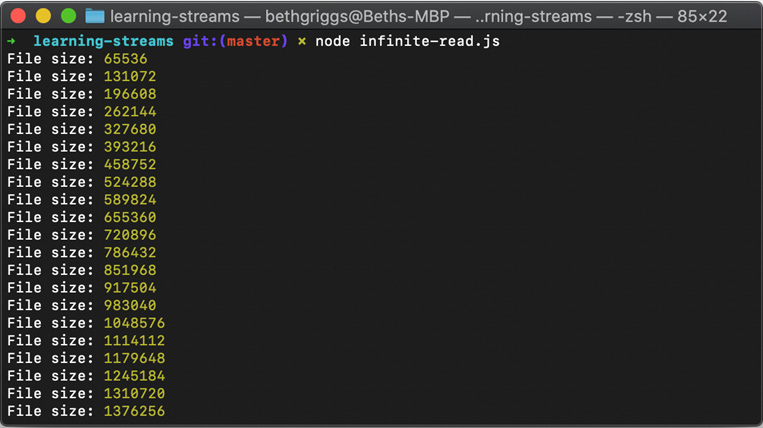 learning-streams — bethgriggs@Beths-MBP — ..rning-streams — -zsh — 85×22
➜ learning-streams git:(master) × node infinite-read.js
File size: 65536
File size: 131072
File size: 196608
File size: 262144
File size: 327680
File size: 393216
File size: 458752
File size: 524288
File size: 589824
File size: 655360
File size: 720896
File size: 786432
File size: 851968
File size: 917504
File size: 983040
File size: 1048576
File size: 1114112
File size: 1179648
File size: 1245184
File size: 1310720
File size: 1376256